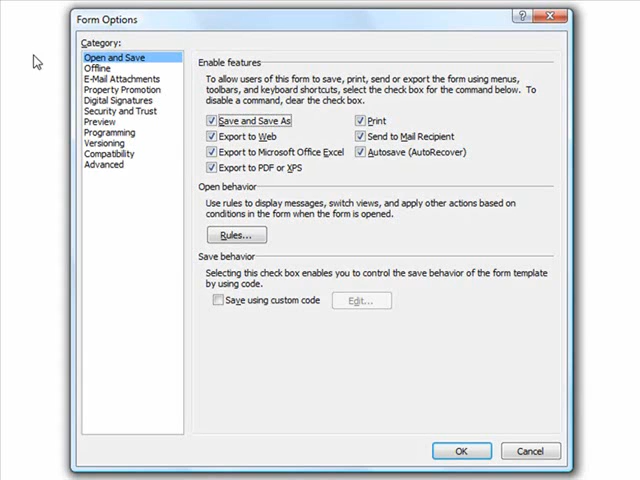 Form Options
?
Category:
Open and Save
Offline
E-Mail Attachments
Property Promotion
Digital Signatures
Security and Trust
Preview
Programming
Versioning
Compatibility
Advanced
Enable features
To allow users of this form to save, print, send or export the form using menus,
toolbars, and keyboard shortcuts, select the check box for the command below. To
disable a command, clear the check box.
Save and Save As
Print
Export to Web
Send to Mail Recipient
Export to Microsoft Office Excel
Autosave (AutoRecover)
Export to PDF or XPS
Open behavior
Use rules to display messages, switch views, and apply other actions based on
conditions in the form when the form is opened.
Rules...
Save behavior
Selecting this check box enables you to control the save behavior of the form template
by using code.
Save using custom code
Edit...
OK
Cancel